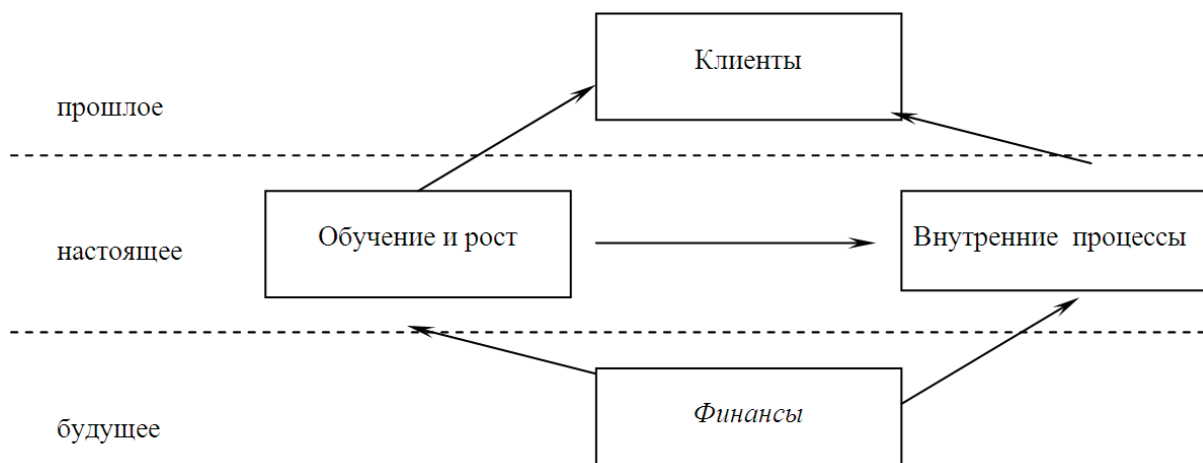 Клиенты
прошлое
Обучение и рост
Внутренние процессы
настоящее
Финансы
будущее